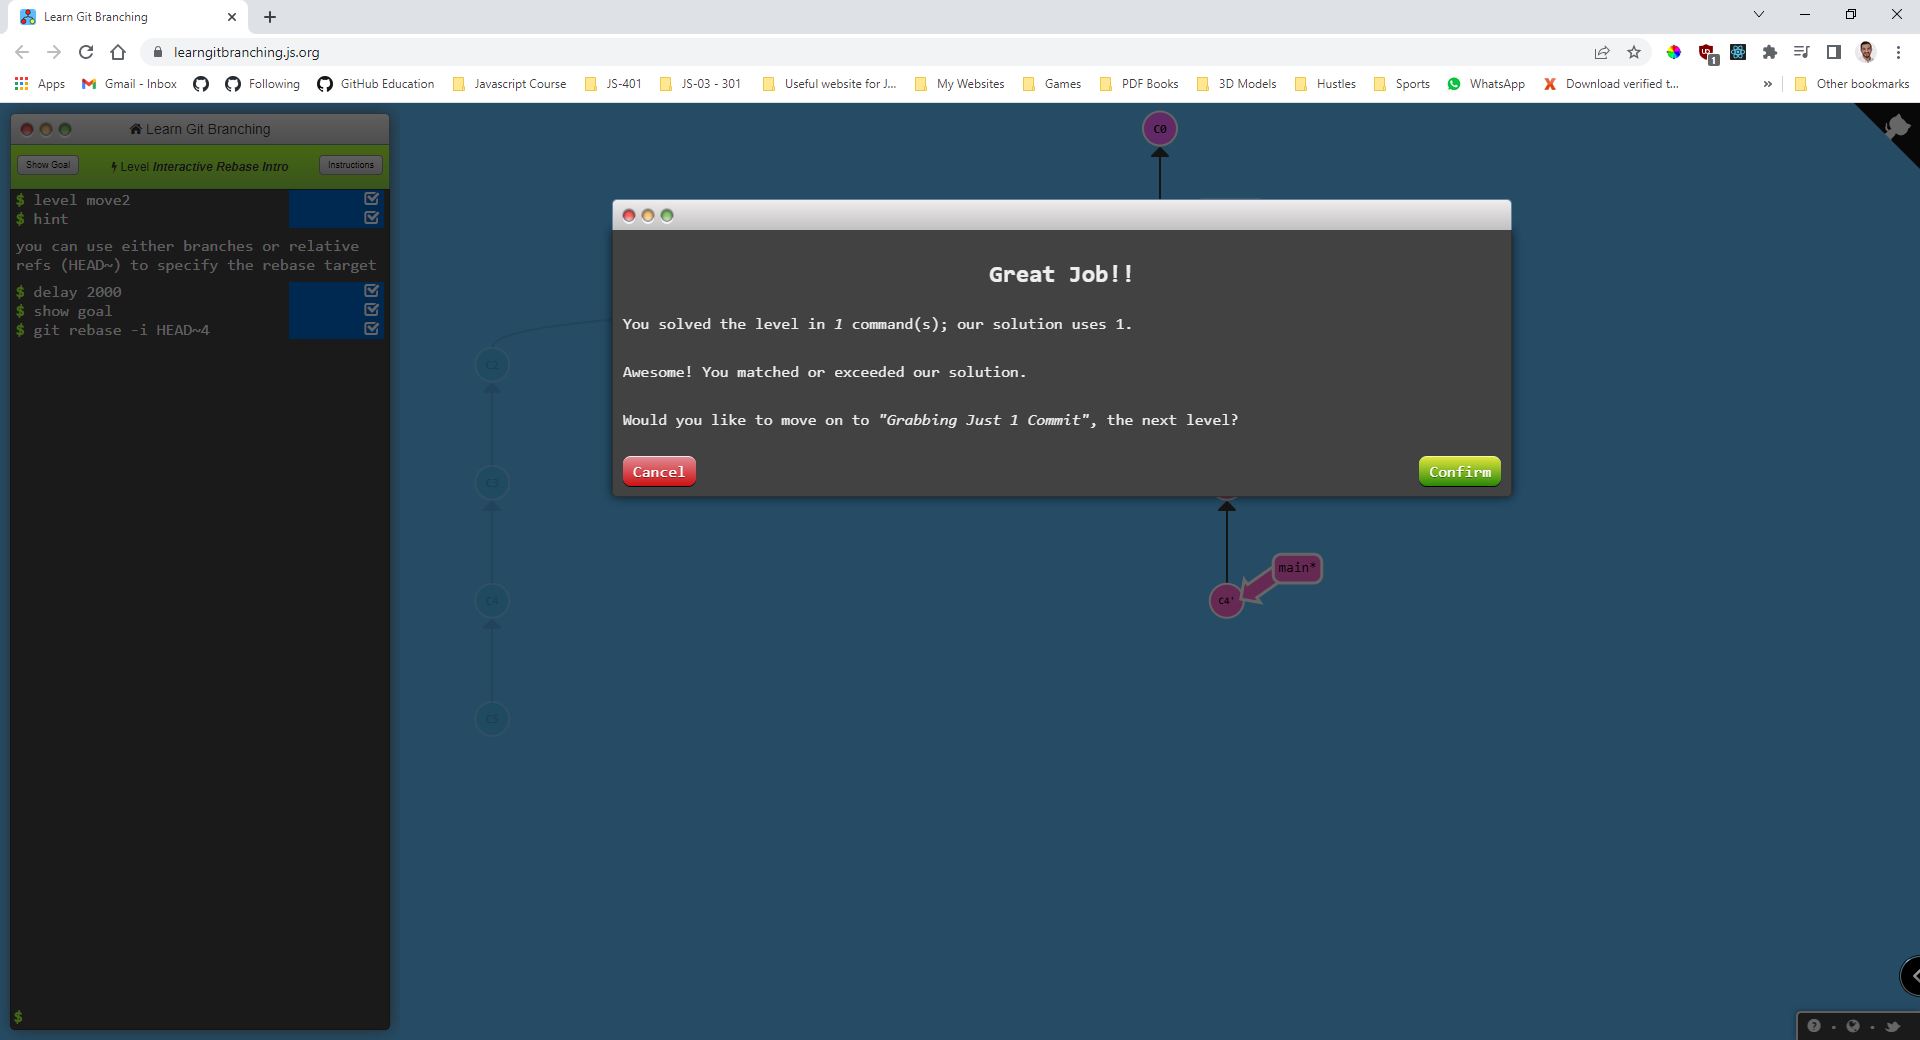 Learn Git Branching
learngitbranching.js.org
1
Apps
Gmail - Inbox
Following
GitHub Education
Javascript Course
JS-401
JS-03 - 301
Useful website for J...
My Websites
Games
PDF Books
3D Models
Hustles
Sports
WhatsApp
Download verified t...
»
Other bookmarks
Learn Git Branching
Show Goal
Level Interactive Rebase Intro
Instructions
$ level move2
$ hint
you can use either branches or relative
refs (HEAD~) to specify the rebase target
$ delay 2000
$ show goal
$ git rebase -i HEAD~4
$
C0
Great Job!!
You solved the level in 1 command(s); our solution uses 1.
Awesome! You matched or exceeded our solution.
Would you like to move on to "Grabbing Just 1 Commit", the next level?
Cancel
Confirm
C2
C3
C4
C5
main*
C4'